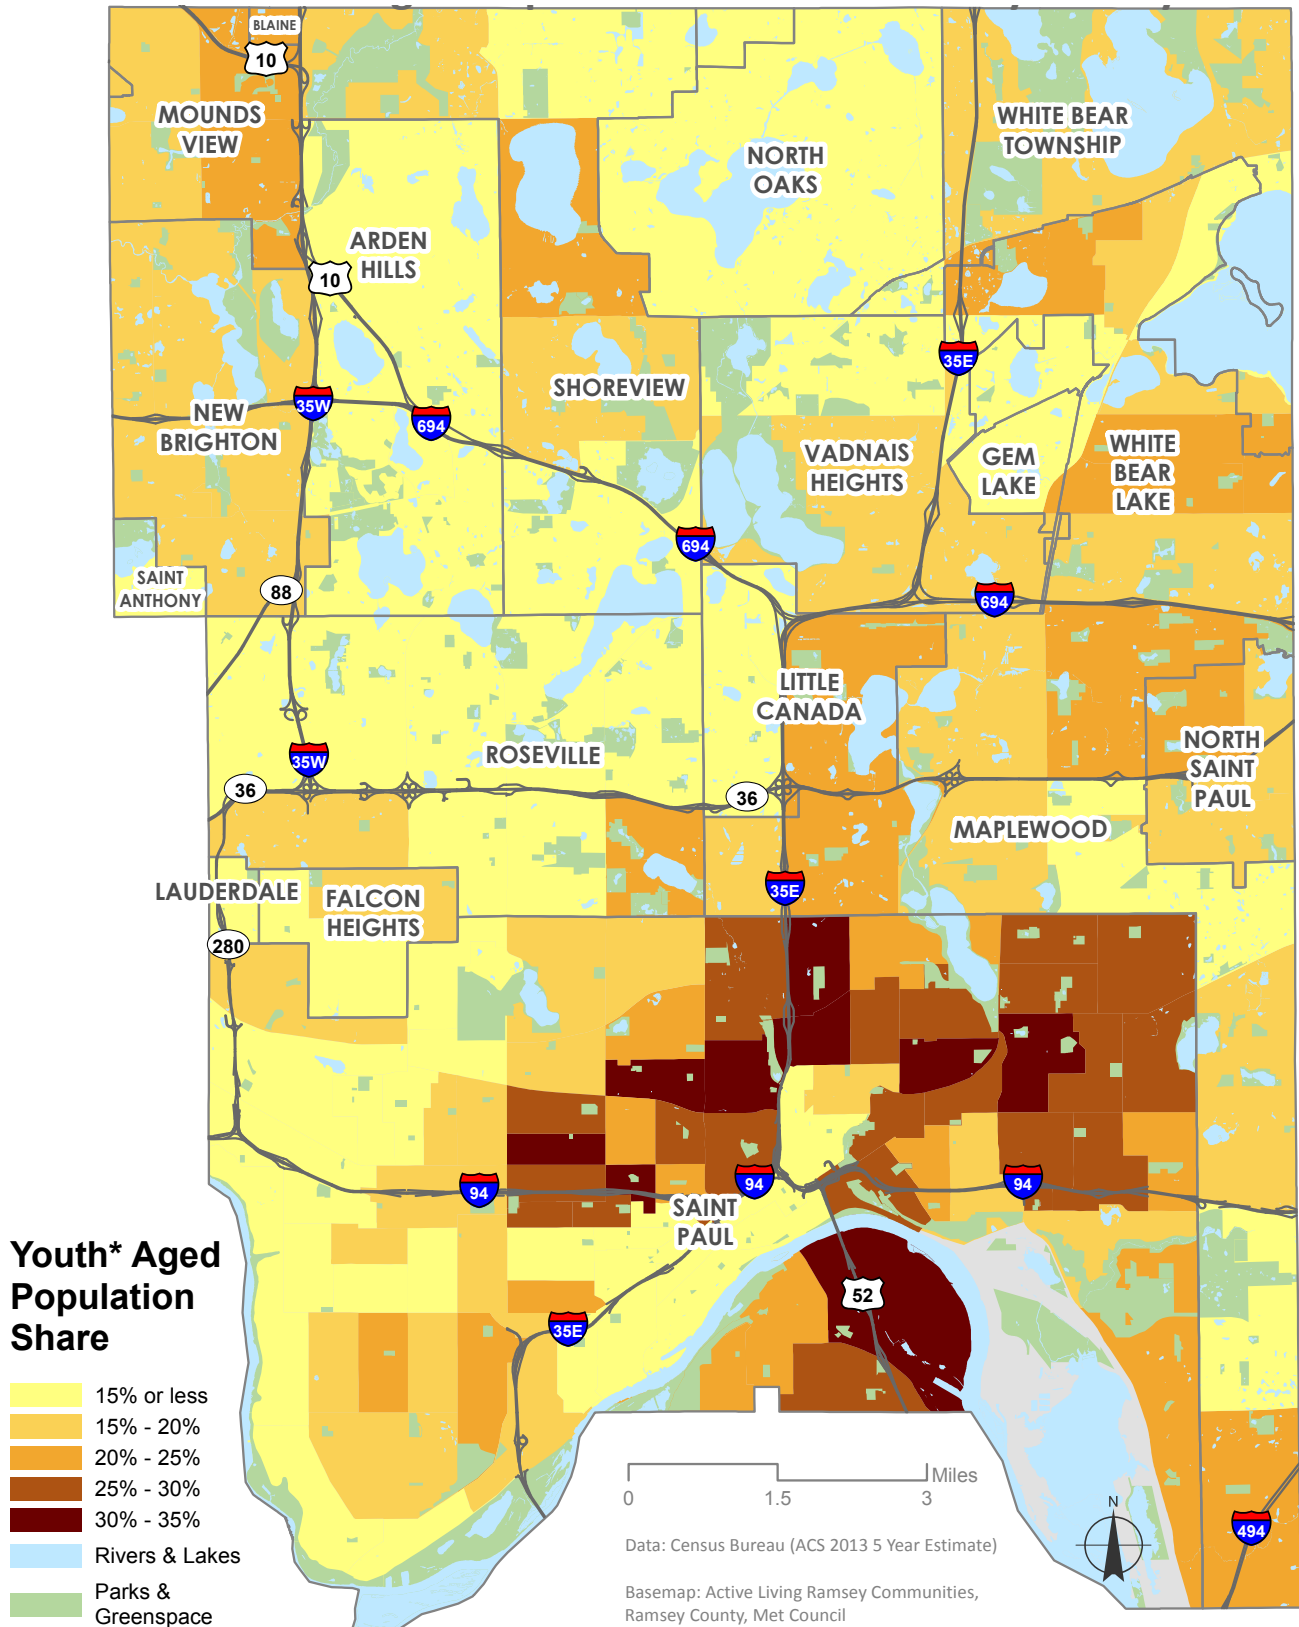 BLAINE
10
MOUNDS
VIEW
WHITE BEAR
TOWNSHIP
NORTH
OAKS
ARDEN
HILLS
10
35E
SHOREVIEW
35W
694
NEW
BRIGHTON
VADNAIS
HEIGHTS
GEM
LAKE
WHITE
BEAR
LAKE
694
SAINT
ANTHONY
88
694
LITTLE
CANADA
ROSEVILLE
35W
NORTH
SAINT
PAUL
36
36
MAPLEWOOD
35E
LAUDERDALE
FALCON
HEIGHTS
280
94
94
94
SAINT
PAUL
52
35E
494
Youth* Aged
Population
Share
15% or less
15% - 20%
20% - 25%
25% - 30%
30% - 35%
Rivers & Lakes
Parks &
Greenspace
Miles
0 1.5 3
N
Data: Census Bureau (ACS 2013 5 Year Estimate)
Basemap: Active Living Ramsey Communities,
Ramsey County, Met Council